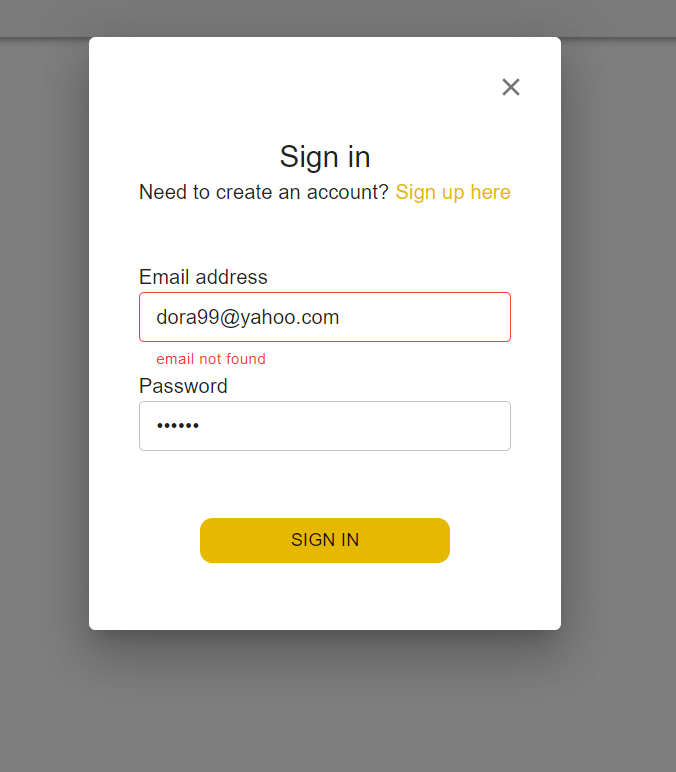 Sign in
Need to create an account? Sign up here
Email address
dora99@yahoo.com
email not found
Password
••••••
SIGN IN